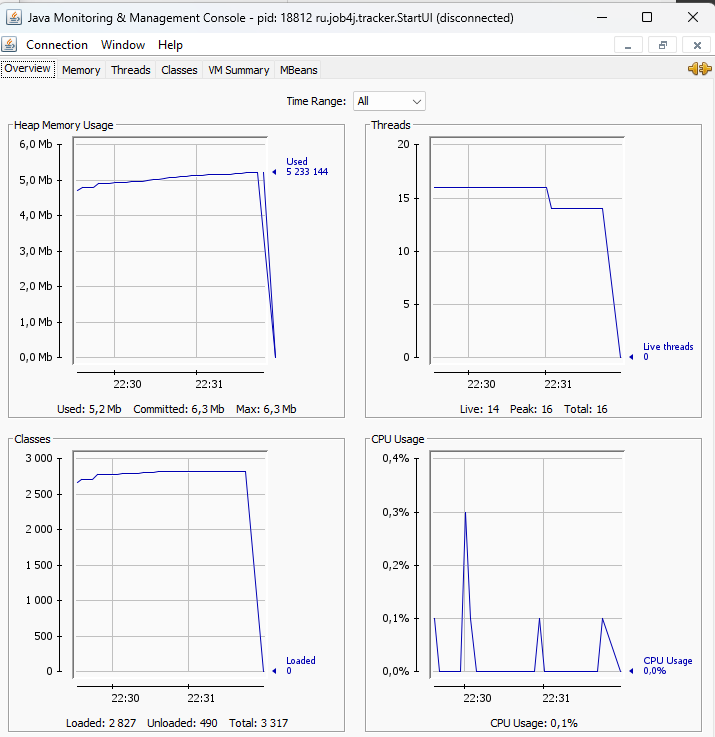 Java Monitoring & Management Console - pid: 18812 ru.job4j.tracker.StartUI (disconnected)
Connection Window Help
Overview Memory Threads Classes VM Summary MBeans
Time Range: All
Heap Memory Usage
6,0 Mb
5,0 Mb
4,0 Mb
3,0 Mb
2,0 Mb
1,0 Mb
0,0 Mb
Used
5 233 144
22:30 22:31
Used: 5,2 Mb Committed: 6,3 Mb Max: 6,3 Mb
Threads
20
15
10
5
0
Live threads
0
22:30 22:31
Live: 14 Peak: 16 Total: 16
Classes
3 000
2 500
2 000
1 500
1 000
500
0
Loaded
0
22:30 22:31
Loaded: 2 827 Unloaded: 490 Total: 3 317
CPU Usage
0,4%
0,3%
0,2%
0,1%
0,0%
CPU Usage
0,0%
22:30 22:31
CPU Usage: 0,1%